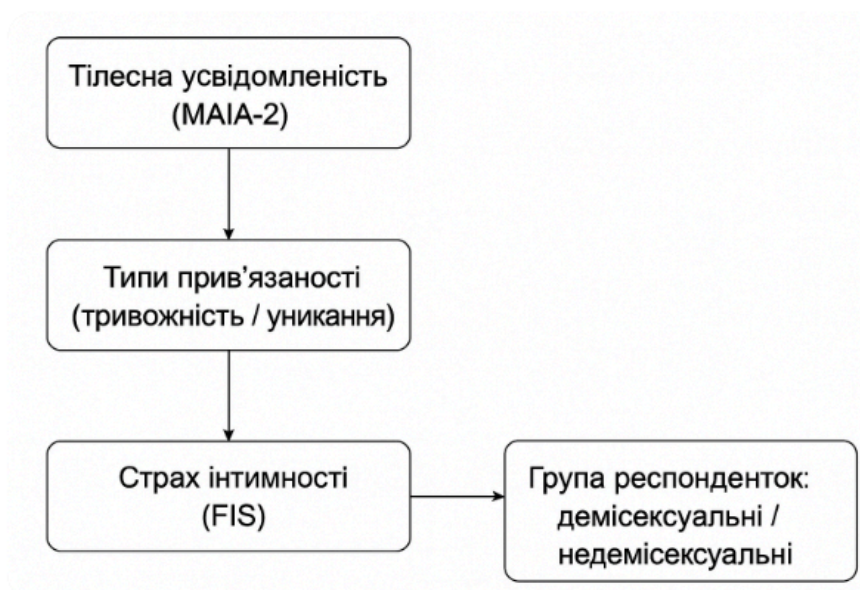 Тілесна усвідомленість
(MAIA-2)
Типи прив’язаності
(тривожність / уникання)
Страх інтимності
(FIS)
Група респонденток:
демісексуальні /
недемісексуальні